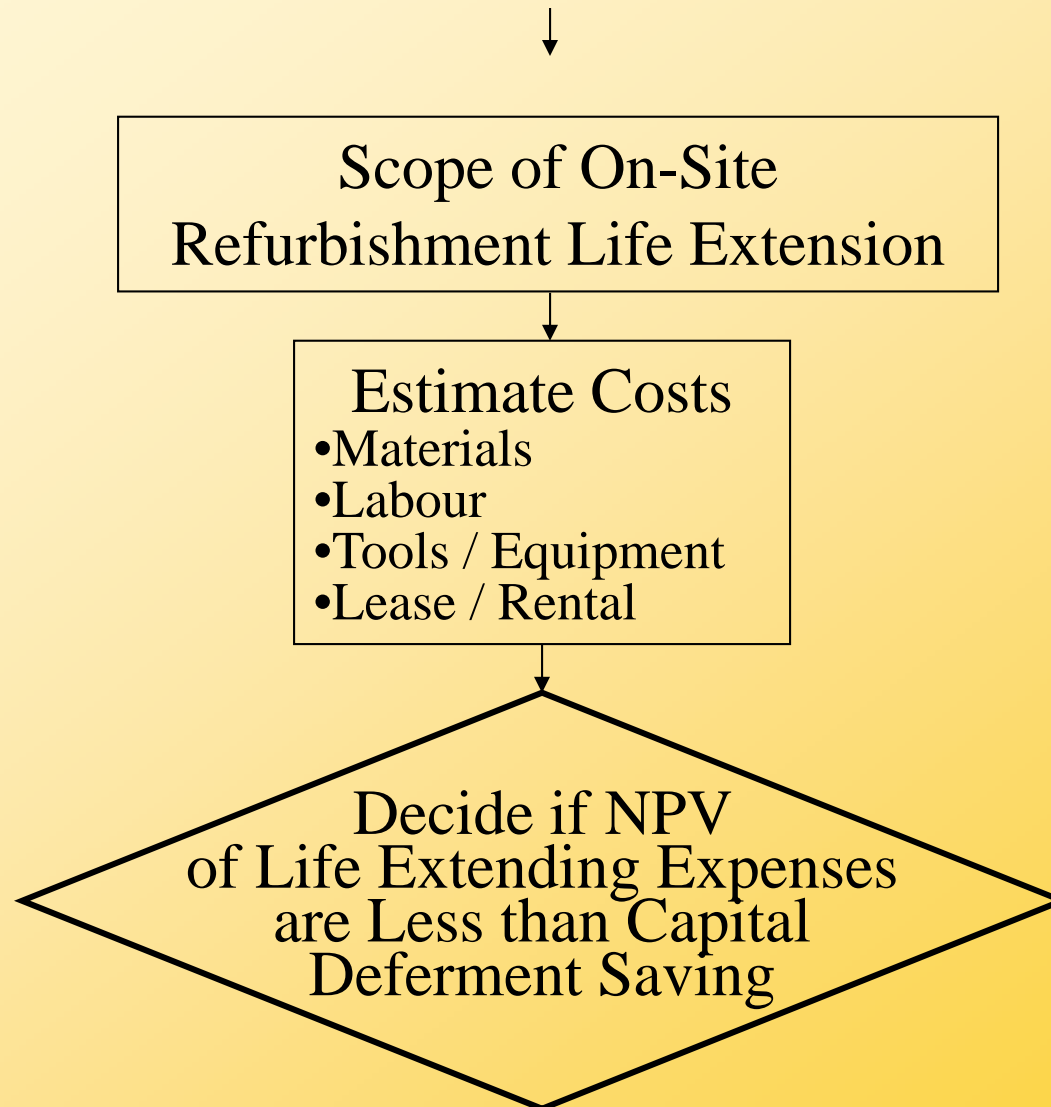 Scope of On-Site
Refurbishment Life Extension
Estimate Costs
•Materials
•Labour
•Tools / Equipment
•Lease / Rental
Decide if NPV
of Life Extending Expenses
are Less than Capital
Deferment Saving